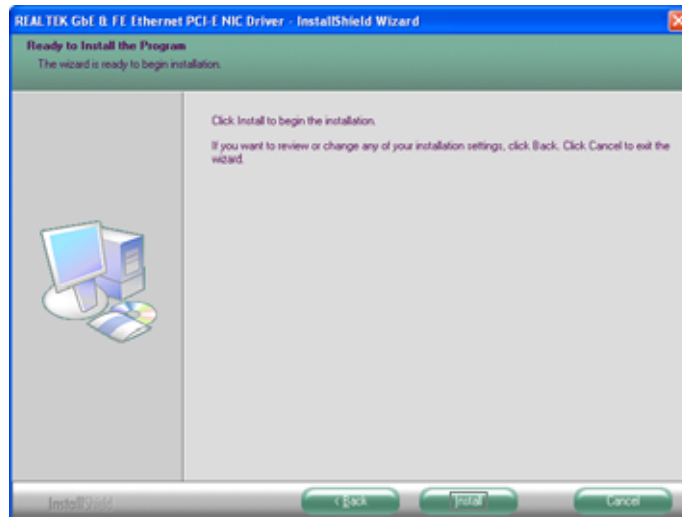 REALTEK GbE & FE Ethernet PCI-E NIC Driver - InstallShield Wizard
Ready to Install the Program
The wizard is ready to begin installation.
Click Install to begin the installation.
If you want to review or change any of your installation settings, click Back. Click Cancel to exit the
wizard.
InstallShield
< Back
Install
Cancel